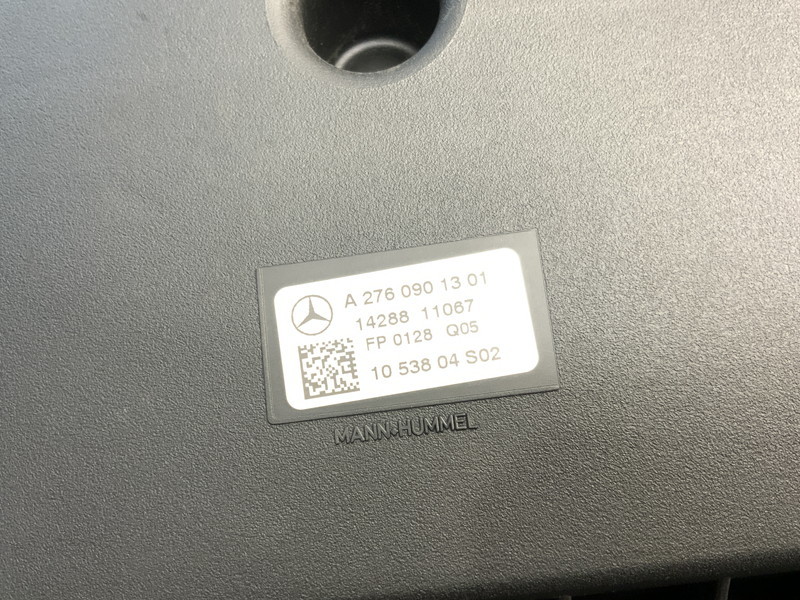 A 276 090 13 01
14288 11067
FP 0128 Q05
10 538 04 S02
MANN+HUMMEL